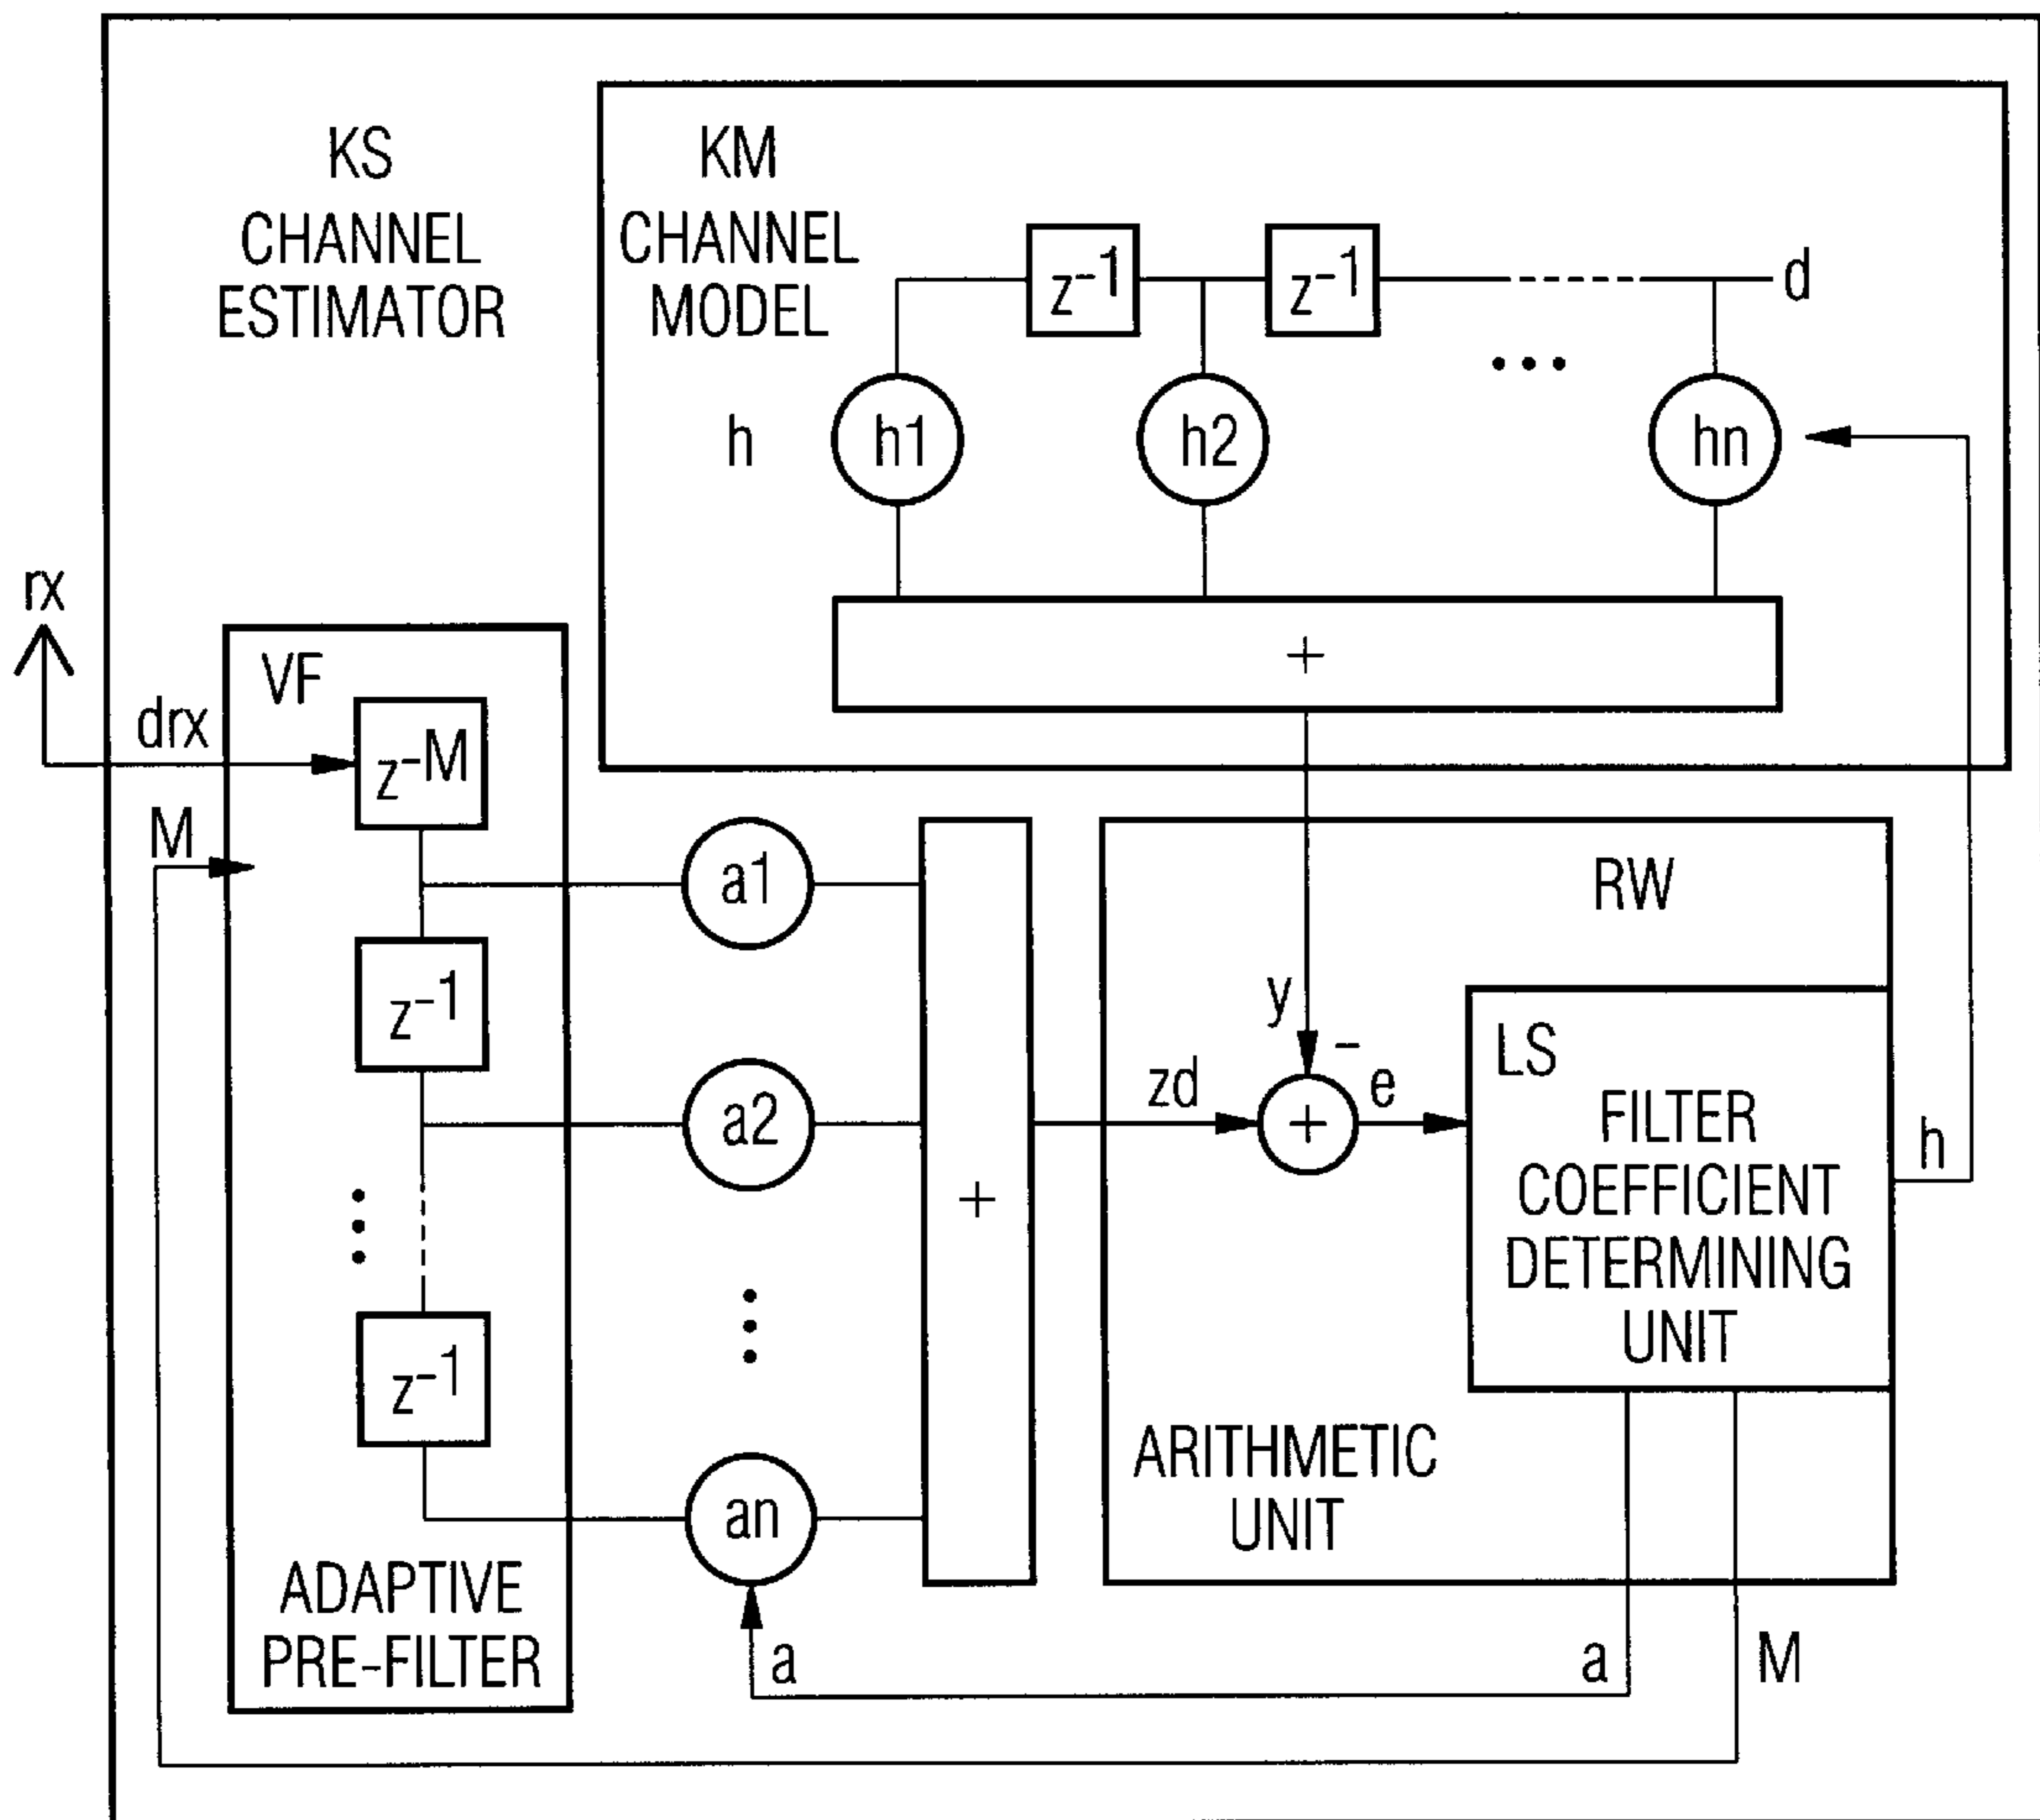 KS
CHANNEL
ESTIMATOR
KM
CHANNEL
MODEL
z-1
z-1
d
h
h1
h2
hn
+
rx
drx
VF
z-M
M
a1
z-1
a2
z-1
an
+
ADAPTIVE
PRE-FILTER
RW
y
-
zd
+
e
LS
FILTER
COEFFICIENT
DETERMINING
UNIT
h
ARITHMETIC
UNIT
a
a
M